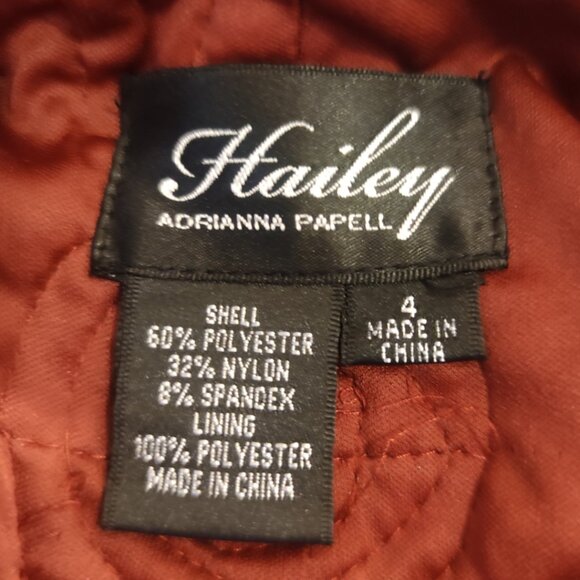 Hailey
ADRIANNA PAPELL
SHELL
60% POLYESTER
32% NYLON
8% SPANDEX
LINING
100% POLYESTER
MADE IN CHINA
4
MADE IN
CHINA